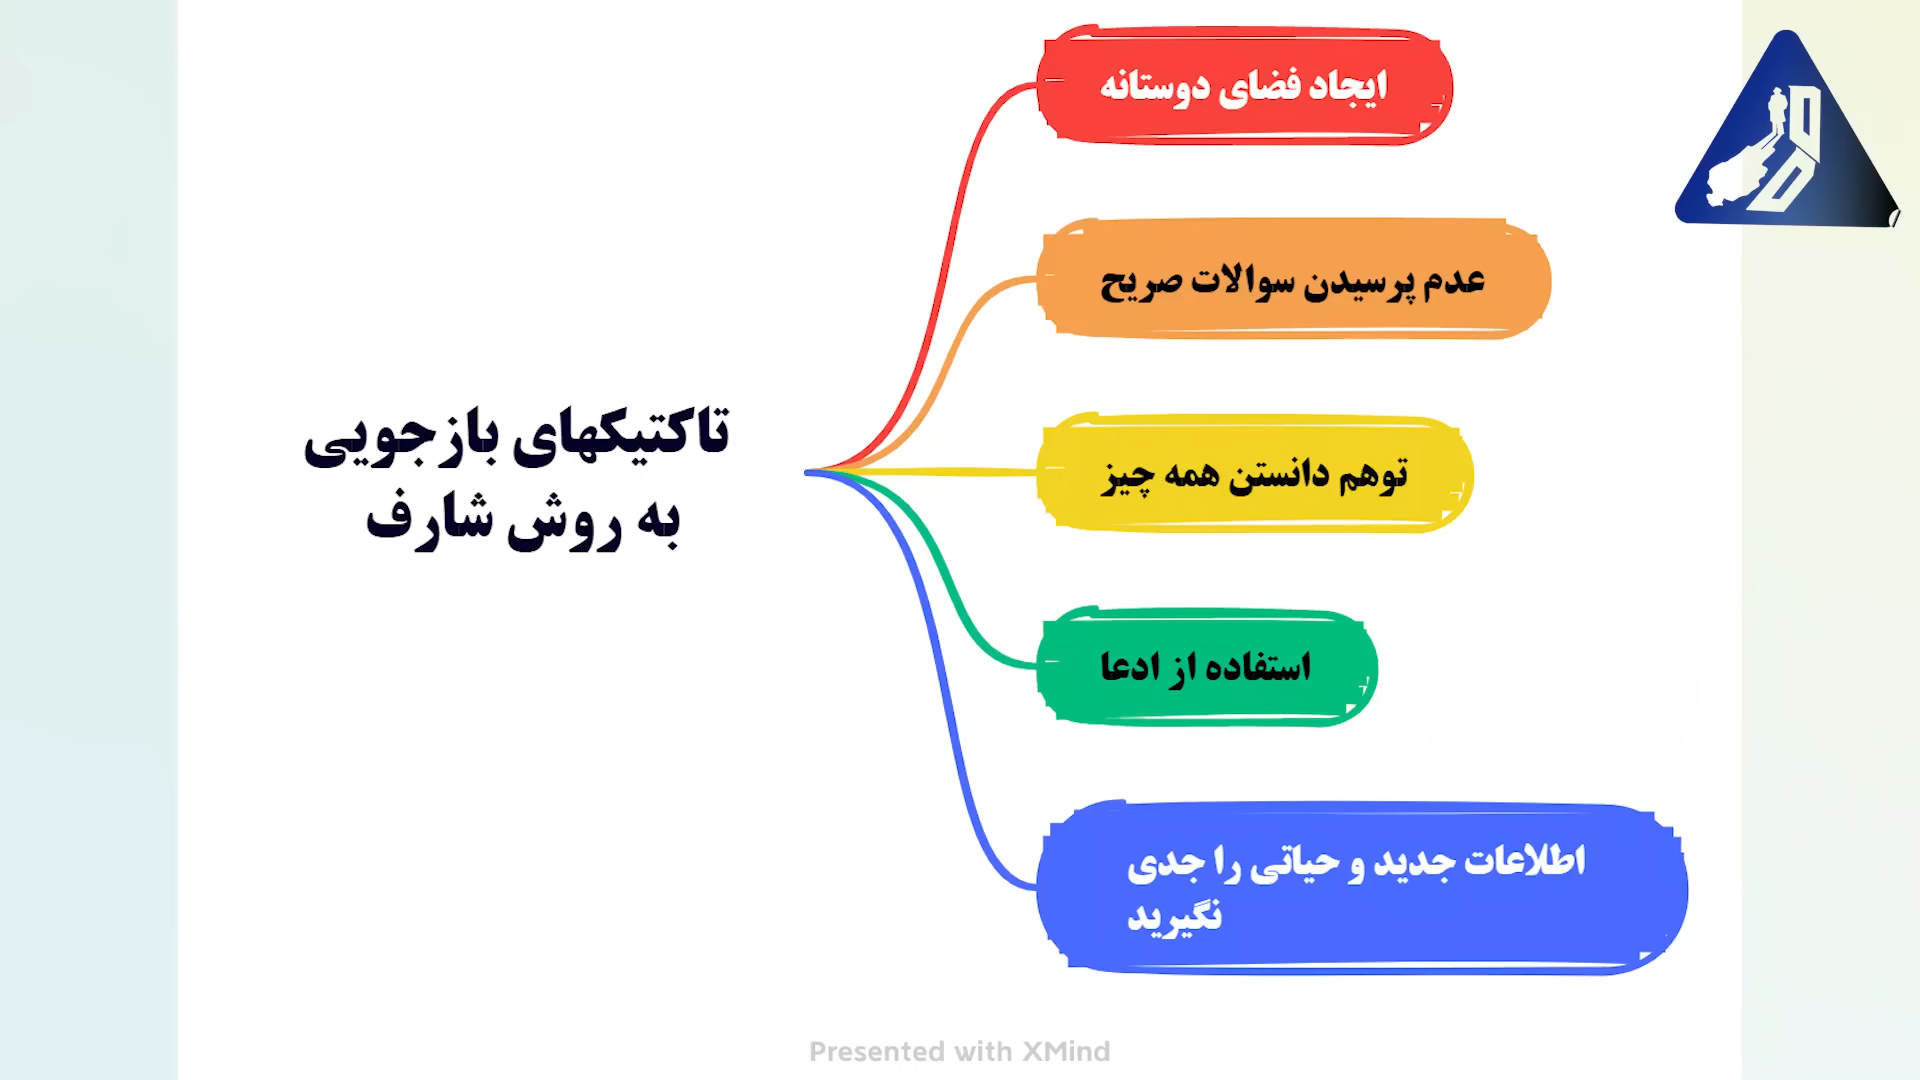 تاکتیکهای بازجویی
به روش شارف
ایجاد فضای دوستانه
عدم پرسیدن سوالات صریح
توهم دانستن همه چیز
استفاده از ادعا
اطلاعات جدید و حیاتی را جدی
نگیرید
Presented with XMind